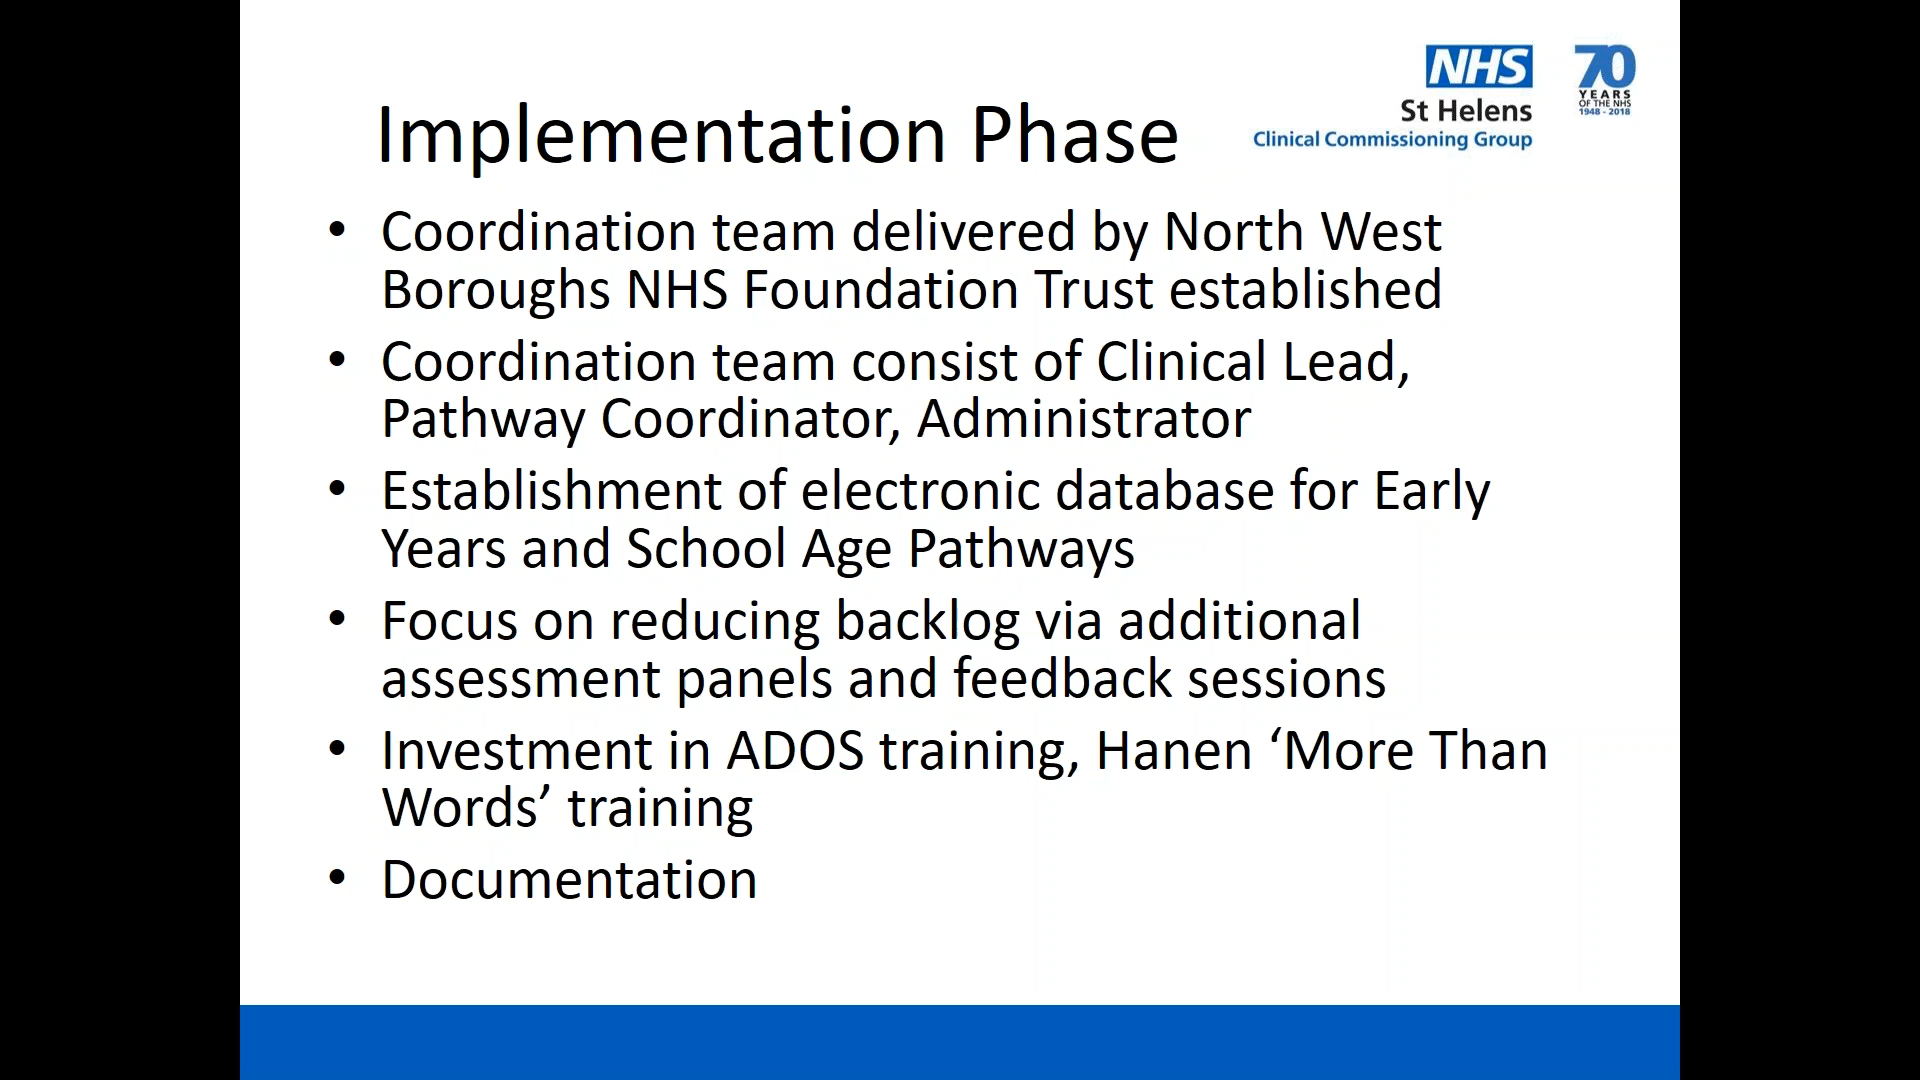 NHS
St Helens
Clinical Commissioning Group
70
YEARS
OF THE NHS
1948 - 2018
Implementation Phase
• Coordination team delivered by North West
Boroughs NHS Foundation Trust established
• Coordination team consist of Clinical Lead,
Pathway Coordinator, Administrator
• Establishment of electronic database for Early
Years and School Age Pathways
• Focus on reducing backlog via additional
assessment panels and feedback sessions
• Investment in ADOS training, Hanen ‘More Than
Words’ training
• Documentation